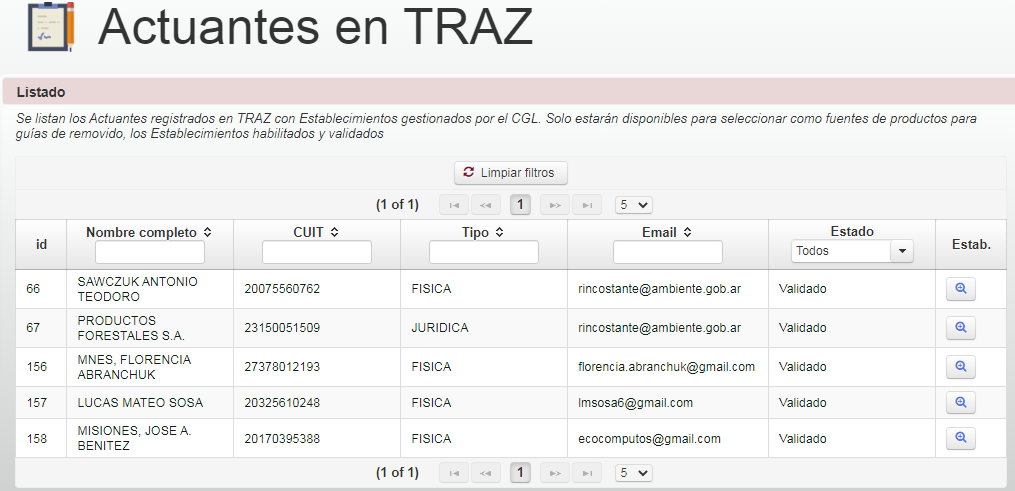 Actuantes en TRAZ
Listado
Se listan los Actuantes registrados en TRAZ con Establecimientos gestionados por el CGL. Solo estarán disponibles para seleccionar como fuentes de productos para
guías de removido, los Establecimientos habilitados y validados
Limpiar filtros
(1 of 1) 1 5
id Nombre completo CUIT Tipo Email Estado Estab.
Todos
66 SAWCZUK ANTONIO 20075560762 FISICA rincostante@ambiente.gob.ar Validado
TEODORO
67 PRODUCTOS 23150051509 JURIDICA rincostante@ambiente.gob.ar Validado
FORESTALES S.A.
156 MNES, FLORENCIA 27378012193 FISICA florencia.abranchuk@gmail.com Validado
ABRANCHUK
157 LUCAS MATEO SOSA 20325610248 FISICA lmsosa6@gmail.com Validado
158 MISIONES, JOSE A. 20170395388 FISICA ecocomputos@gmail.com Validado
BENITEZ
(1 of 1) 1 5